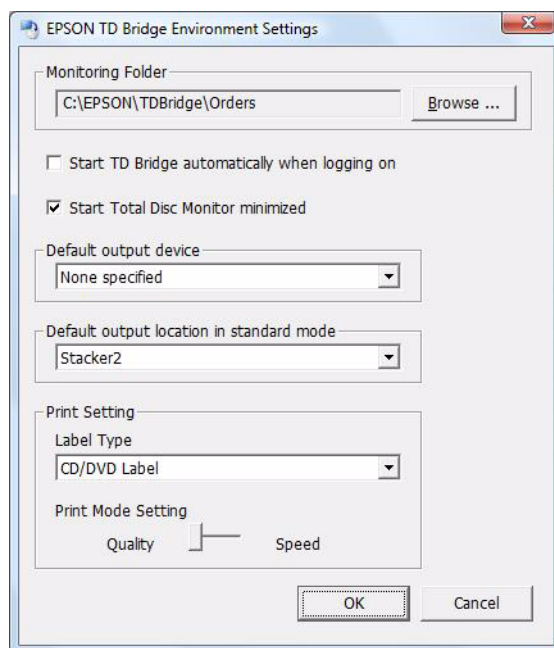 EPSON TD Bridge Environment Settings
Monitoring Folder
C:\EPSON\TDBridge\Orders
Browse ...
Start TD Bridge automatically when logging on
Start Total Disc Monitor minimized
Default output device
None specified
Default output location in standard mode
Stacker2
Print Setting
Label Type
CD/DVD Label
Print Mode Setting
Quality Speed
OK Cancel